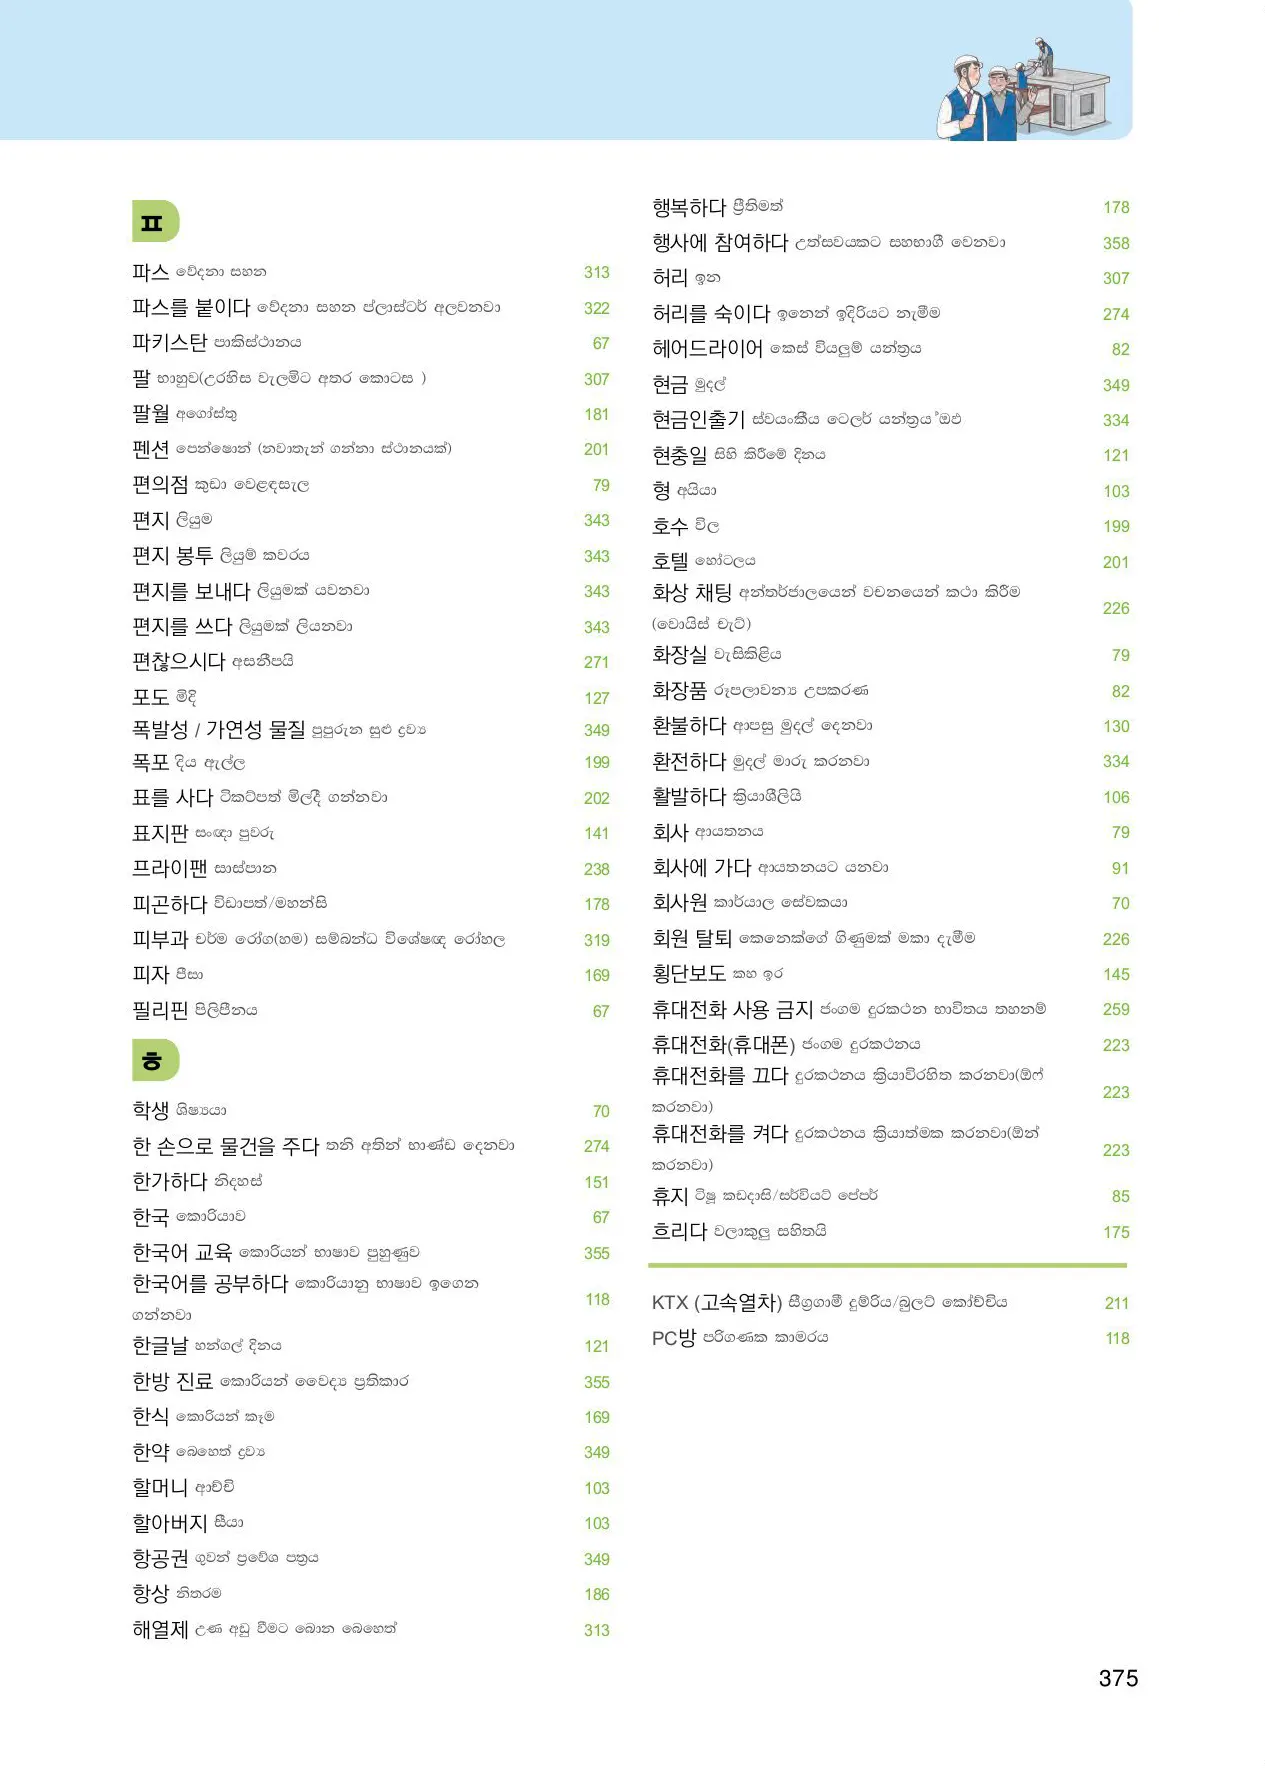 ㅍ
파스 වේදනා සහන 313
파스를 붙이다 වේදනා සහන ප්ලාස්ටර් අලවනවා 322
파키스탄 පාකිස්ථානය 67
팔 භාහුව(උරහිස වැලමිට අතර කොටස ) 307
팔월 අගෝස්තු 181
펜션 පෙන්ෂොන් (නවාතැන් ගන්නා ස්ථානයක්) 201
편의점 කුඩා වෙළඳසැල 79
편지 ලියුම 343
편지 봉투 ලියුම් කවරය 343
편지를 보내다 ලියුමක් යවනවා 343
편지를 쓰다 ලියුමක් ලියනවා 343
편찮으시다 අසනීපයි 271
포도 මිදි 127
폭발성 / 가연성 물질 පුපුරුන සුළු ද්‍රව්‍ය 349
폭포 දිය ඇල්ල 199
표를 사다 ටිකට්පත් මිලදී ගන්නවා 202
표지판 සංඥා පුවරු 141
프라이팬 සාස්පාන 238
피곤하다 විඩාපත්/මහන්සි 178
피부과 චර්ම රෝග(හම) සම්බන්ධ විශේෂඥ රෝහල 319
피자 පීසා 169
필리핀 පිලිපීනය 67
ㅎ
학생 ශිෂ්‍යයා 70
한 손으로 물건을 주다 තනි අතින් භාණ්ඩ දෙනවා 274
한가하다 නිදහස් 151
한국 කොරියාව 67
한국어 교육 කොරියන් භාෂාව පුහුණුව 355
한국어를 공부하다 කොරියානු භාෂාව ඉගෙන
ගන්නවා 118
한글날 හන්ගල් දිනය 121
한방 진료 කොරියන් වෛද්‍ය ප්‍රතිකාර 355
한식 කොරියන් කෑම 169
한약 බෙහෙත් ද්‍රව්‍ය 349
할머니 ආච්චි 103
할아버지 සීයා 103
항공권 ගුවන් ප්‍රවේශ පත්‍රය 349
항상 නිතරම 186
해열제 උණ අඩු වීමට බොන බෙහෙත් 313
행복하다 ප්‍රීතිමත් 178
행사에 참여하다 උත්සවයකට සහභාගී වෙනවා 358
허리 ඉන 307
허리를 숙이다 ඉනෙන් ඉදිරියට නැමීම 274
헤어드라이어 කෙස් වියලුම් යන්ත්‍රය 82
현금 මුදල් 349
현금인출기 ස්වයංකීය ටෙලර් යන්ත්‍රය 334
현충일 සිහි කිරීමේ දිනය 121
형 අයියා 103
호수 විල 199
호텔 හෝටලය 201
화상 채팅 අන්තර්ජාලයෙන් වචනයෙන් කථා කිරීම
(වොයිස් චැට්) 226
화장실 වැසිකිළිය 79
화장품 රූපලාවන්‍ය උපකරණ 82
환불하다 ආපසු මුදල් දෙනවා 130
환전하다 මුදල් මාරු කරනවා 334
활발하다 ක්‍රියාශීලියි 106
회사 ආයතනය 79
회사에 가다 ආයතනයට යනවා 91
회사원 කාර්යාල සේවකයා 70
회원 탈퇴 කෙනෙක්ගේ ගිණුමක් මකා දැමීම 226
횡단보도 කහ ඉර 145
휴대전화 사용 금지 ජංගම දුරකථන භාවිතය තහනම් 259
휴대전화(휴대폰) ජංගම දුරකථනය 223
휴대전화를 끄다 දුරකථනය ක්‍රියාවිරහිත කරනවා(ඕෆ්
කරනවා) 223
휴대전화를 켜다 දුරකථනය ක්‍රියාත්මක කරනවා(ඕන්
කරනවා) 223
휴지 ටිෂූ කඩදාසි/සර්වියට් පේපර් 85
흐리다 වලාකුලු සහිතයි 175
KTX (고속열차) සීග්‍රගාමී දුම්රිය/බුලට් කෝච්චිය 211
PC방 පරිගණක කාමරය 118
375